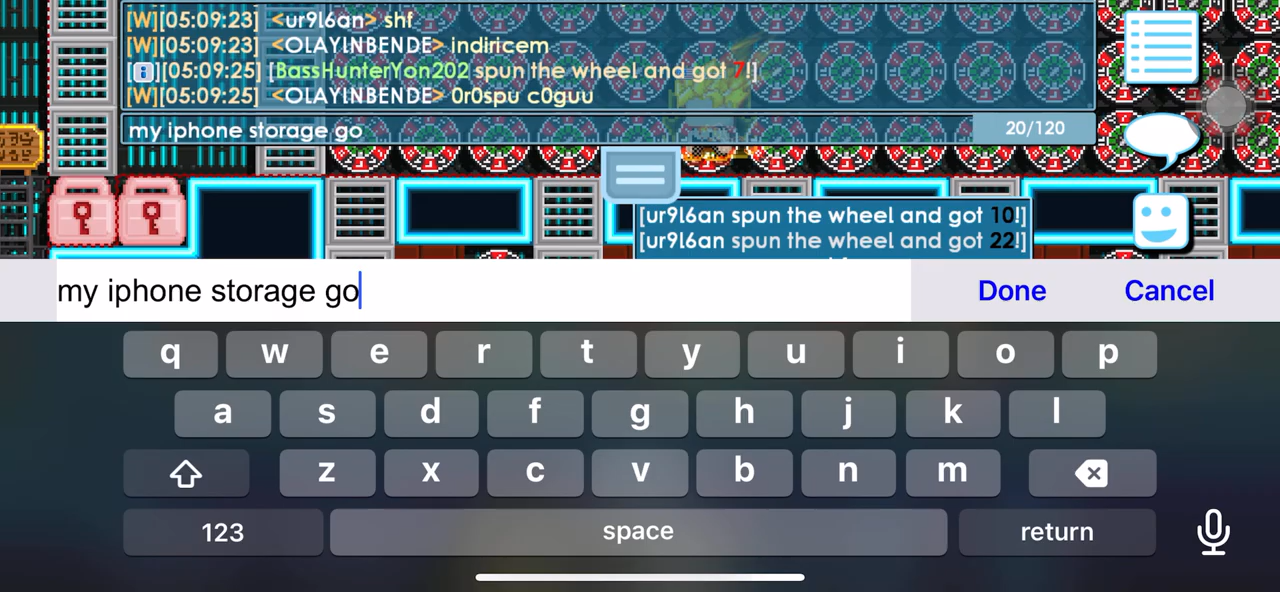 [W][05:09:23] <ur9l6an> shf
[W][05:09:23] <OLAYlNBENDE> indiricem
[i][05:09:25] [BassHunterYon202 spun the wheel and got 7!]
[W][05:09:25] <OLAYlNBENDE> 0r0spu c0guu
my iphone storage go 20/120
[ur9l6an spun the wheel and got 10!]
[ur9l6an spun the wheel and got 22!]
my iphone storage go Done Cancel
q w e r t y u i o p
a s d f g h j k l
z x c v b n m
123 space return